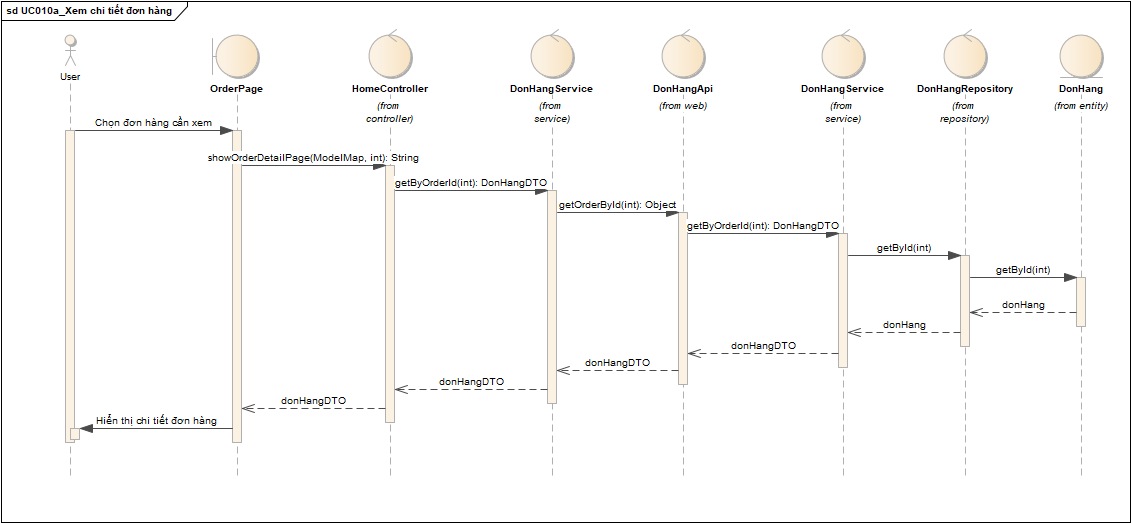 sd UC010a_Xem chi tiết đơn hàng
User
OrderPage
HomeController
(from
controller)
DonHangService
(from
service)
DonHangApi
(from web)
DonHangService
(from
service)
DonHangRepository
(from
repository)
DonHang
(from entity)
Chọn đơn hàng cần xem
showOrderDetailPage(ModelMap, int): String
getByOrderId(int): DonHangDTO
getOrderById(int): Object
getByOrderId(int): DonHangDTO
getById(int)
getById(int)
donHang
donHang
donHangDTO
donHangDTO
donHangDTO
donHangDTO
Hiển thị chi tiết đơn hàng